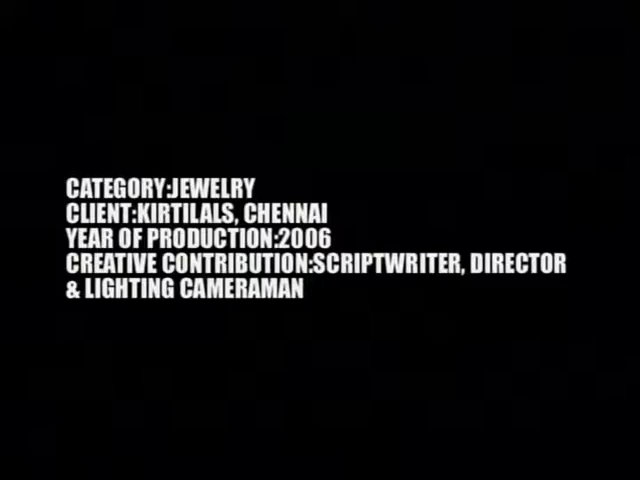 CATEGORY:JEWELRY
CLIENT:KIRTILALS, CHENNAI
YEAR OF PRODUCTION:2006
CREATIVE CONTRIBUTION:SCRIPTWRITER, DIRECTOR
& LIGHTING CAMERAMAN